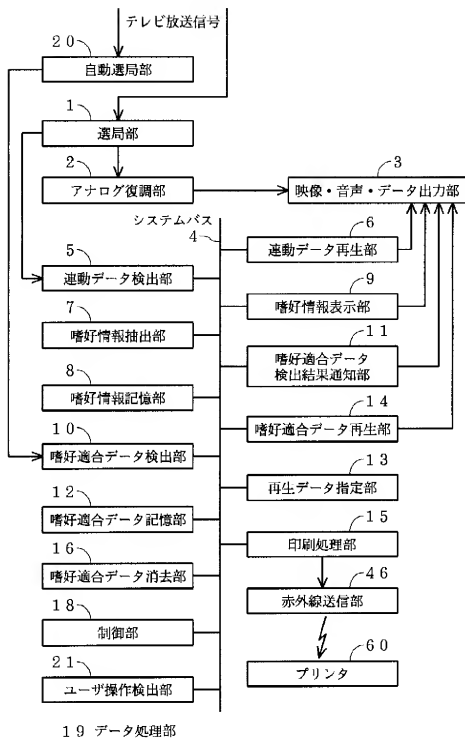 テレビ放送信号
20
自動選局部
1
選局部
2
アナログ復調部
3
映像・音声・データ出力部
システムバス
4
5
連動データ検出部
6
連動データ再生部
7
嗜好情報抽出部
9
嗜好情報表示部
8
嗜好情報記憶部
11
嗜好適合データ
検出結果通知部
10
嗜好適合データ検出部
14
嗜好適合データ再生部
12
嗜好適合データ記憶部
13
再生データ指定部
16
嗜好適合データ消去部
15
印刷処理部
18
制御部
46
赤外線送信部
21
ユーザ操作検出部
60
プリンタ
19 データ処理部